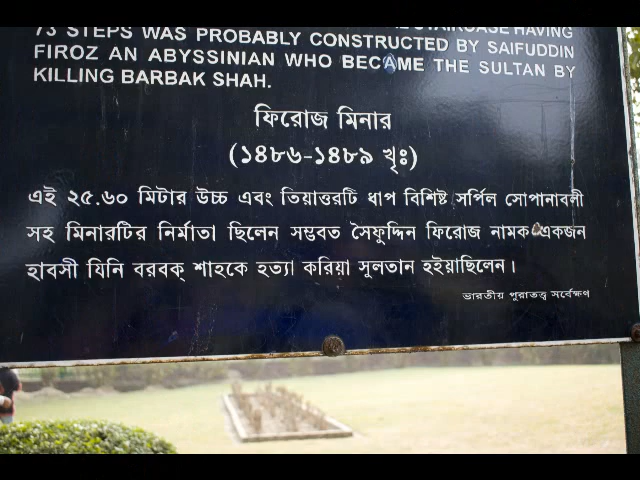 73 STEPS WAS PROBABLY CONSTRUCTED BY SAIFUDDIN
FIROZ AN ABYSSINIAN WHO BECAME THE SULTAN BY
KILLING BARBAK SHAH.
ফিরোজ মিনার
(১৪৮৬-১৪৮৯ খৃঃ)
এই ২৫.৬০ মিটার উচ্চ এবং তিয়াত্তরটি ধাপ বিশিষ্ট সর্পিল সোপানাবলী
সহ মিনারটির নির্মাতা ছিলেন সম্ভবত সৈফুদ্দিন ফিরোজ নামক একজন
হাবসী যিনি বরবক্ শাহকে হত্যা করিয়া সুলতান হইয়াছিলেন।
ভারতীয় পুরাতত্ত্ব সর্বেক্ষণ